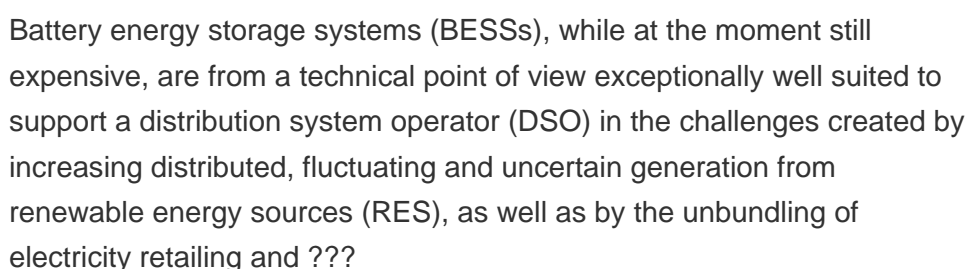 Battery energy storage systems (BESSs), while at the moment still
expensive, are from a technical point of view exceptionally well suited to
support a distribution system operator (DSO) in the challenges created by
increasing distributed, fluctuating and uncertain generation from
renewable energy sources (RES), as well as by the unbundling of
electricity retailing and ???